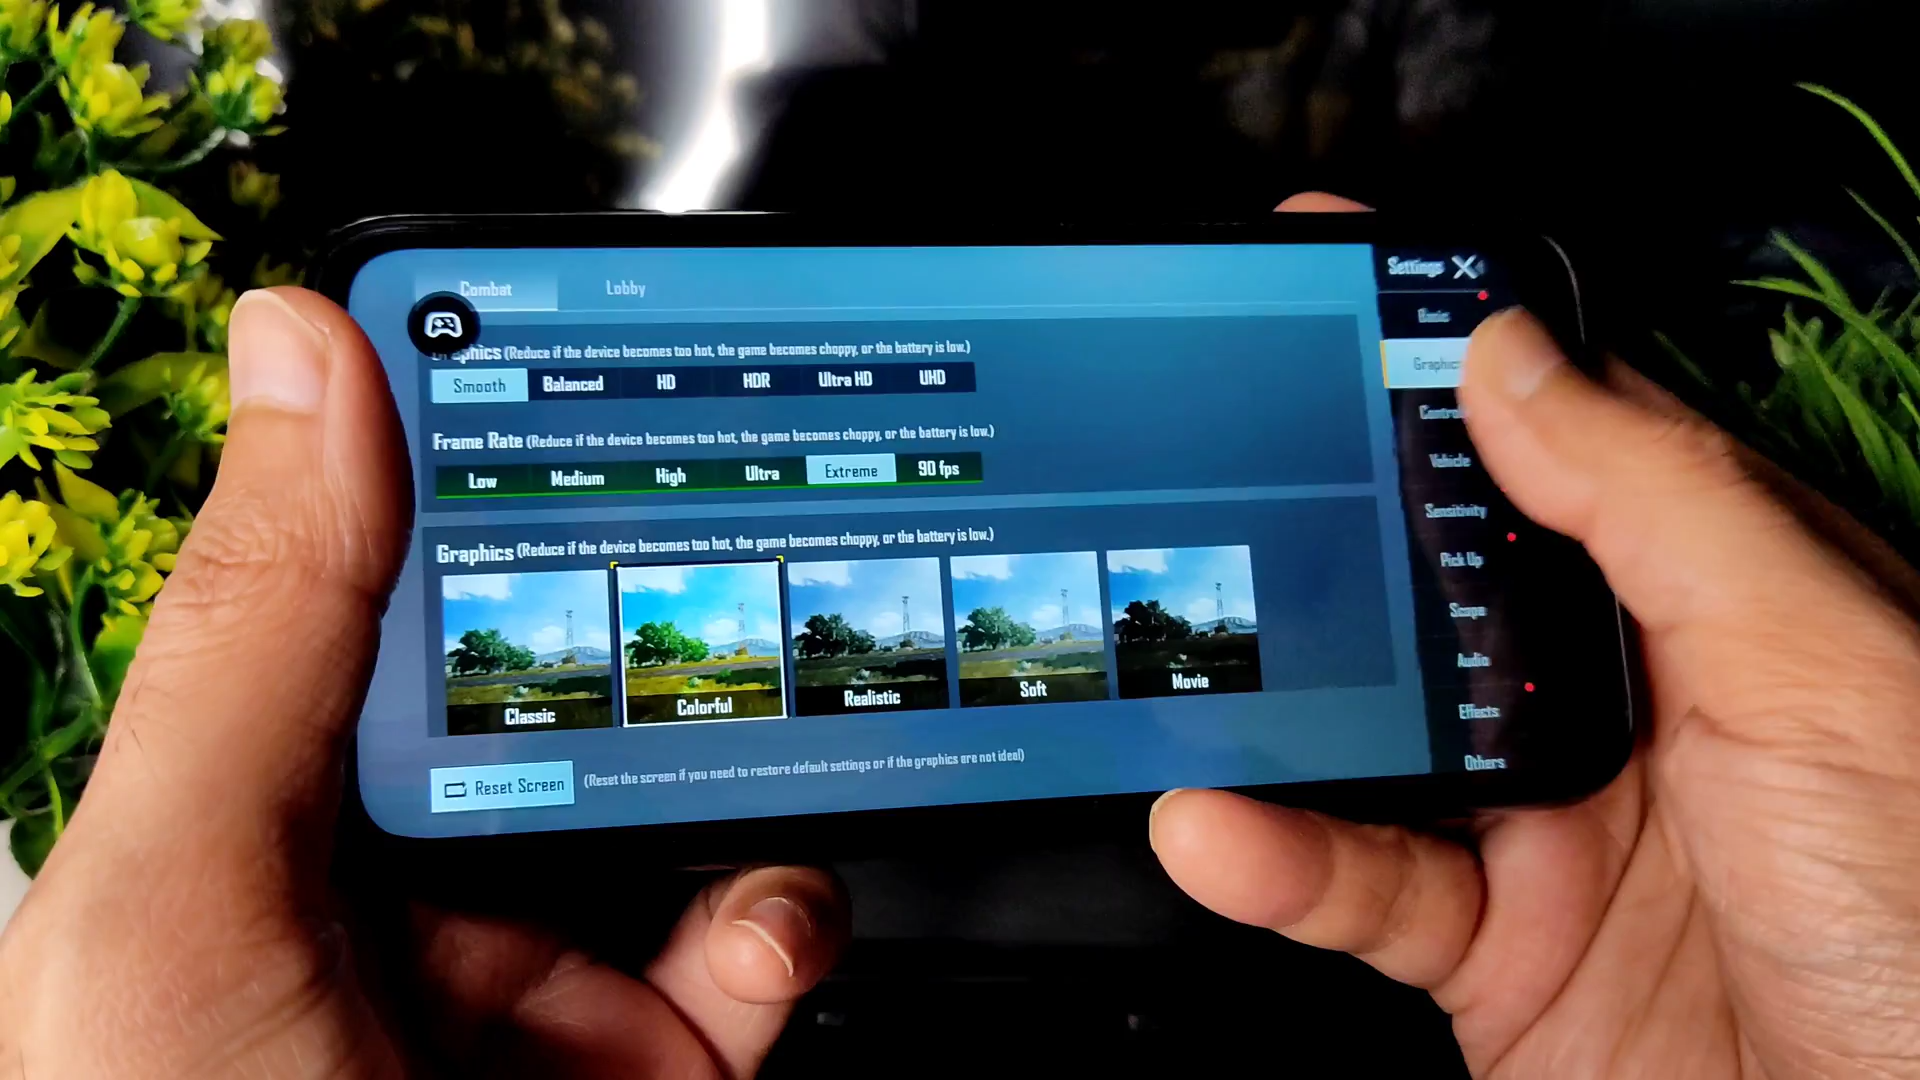 Combat
Lobby
Settings
Graphics (Reduce if the device becomes too hot, the game becomes choppy, or the battery is low.)
Smooth
Balanced
HD
HDR
Ultra HD
UHD
Frame Rate (Reduce if the device becomes too hot, the game becomes choppy, or the battery is low.)
Low
Medium
High
Ultra
Extreme
90 fps
Graphics (Reduce if the device becomes too hot, the game becomes choppy, or the battery is low.)
Classic
Colorful
Realistic
Soft
Movie
Reset Screen
(Reset the screen if you need to restore default settings or if the graphics are not ideal)
Basic
Graphics
Control
Vehicle
Sensitivity
Pick Up
Scope
Audio
Effects
Others